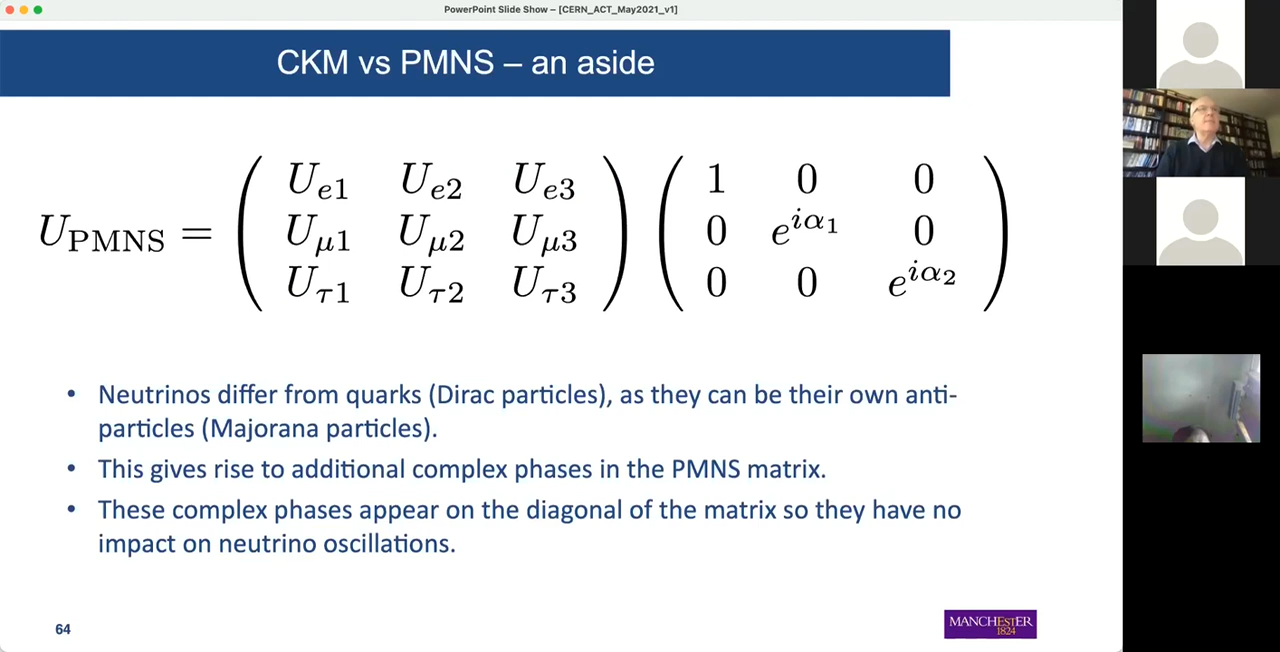 PowerPoint Slide Show – [CERN_ACT_May2021_v1]
CKM vs PMNS – an aside
U_PMNS = ( U_e1 U_e2 U_e3 ) ( 1 0 0 )
( U_μ1 U_μ2 U_μ3 ) ( 0 e^{iα_1} 0 )
( U_τ1 U_τ2 U_τ3 ) ( 0 0 e^{iα_2} )
• Neutrinos differ from quarks (Dirac particles), as they can be their own anti-
particles (Majorana particles).
• This gives rise to additional complex phases in the PMNS matrix.
• These complex phases appear on the diagonal of the matrix so they have no
impact on neutrino oscillations.
64
MANCHESTER
1824